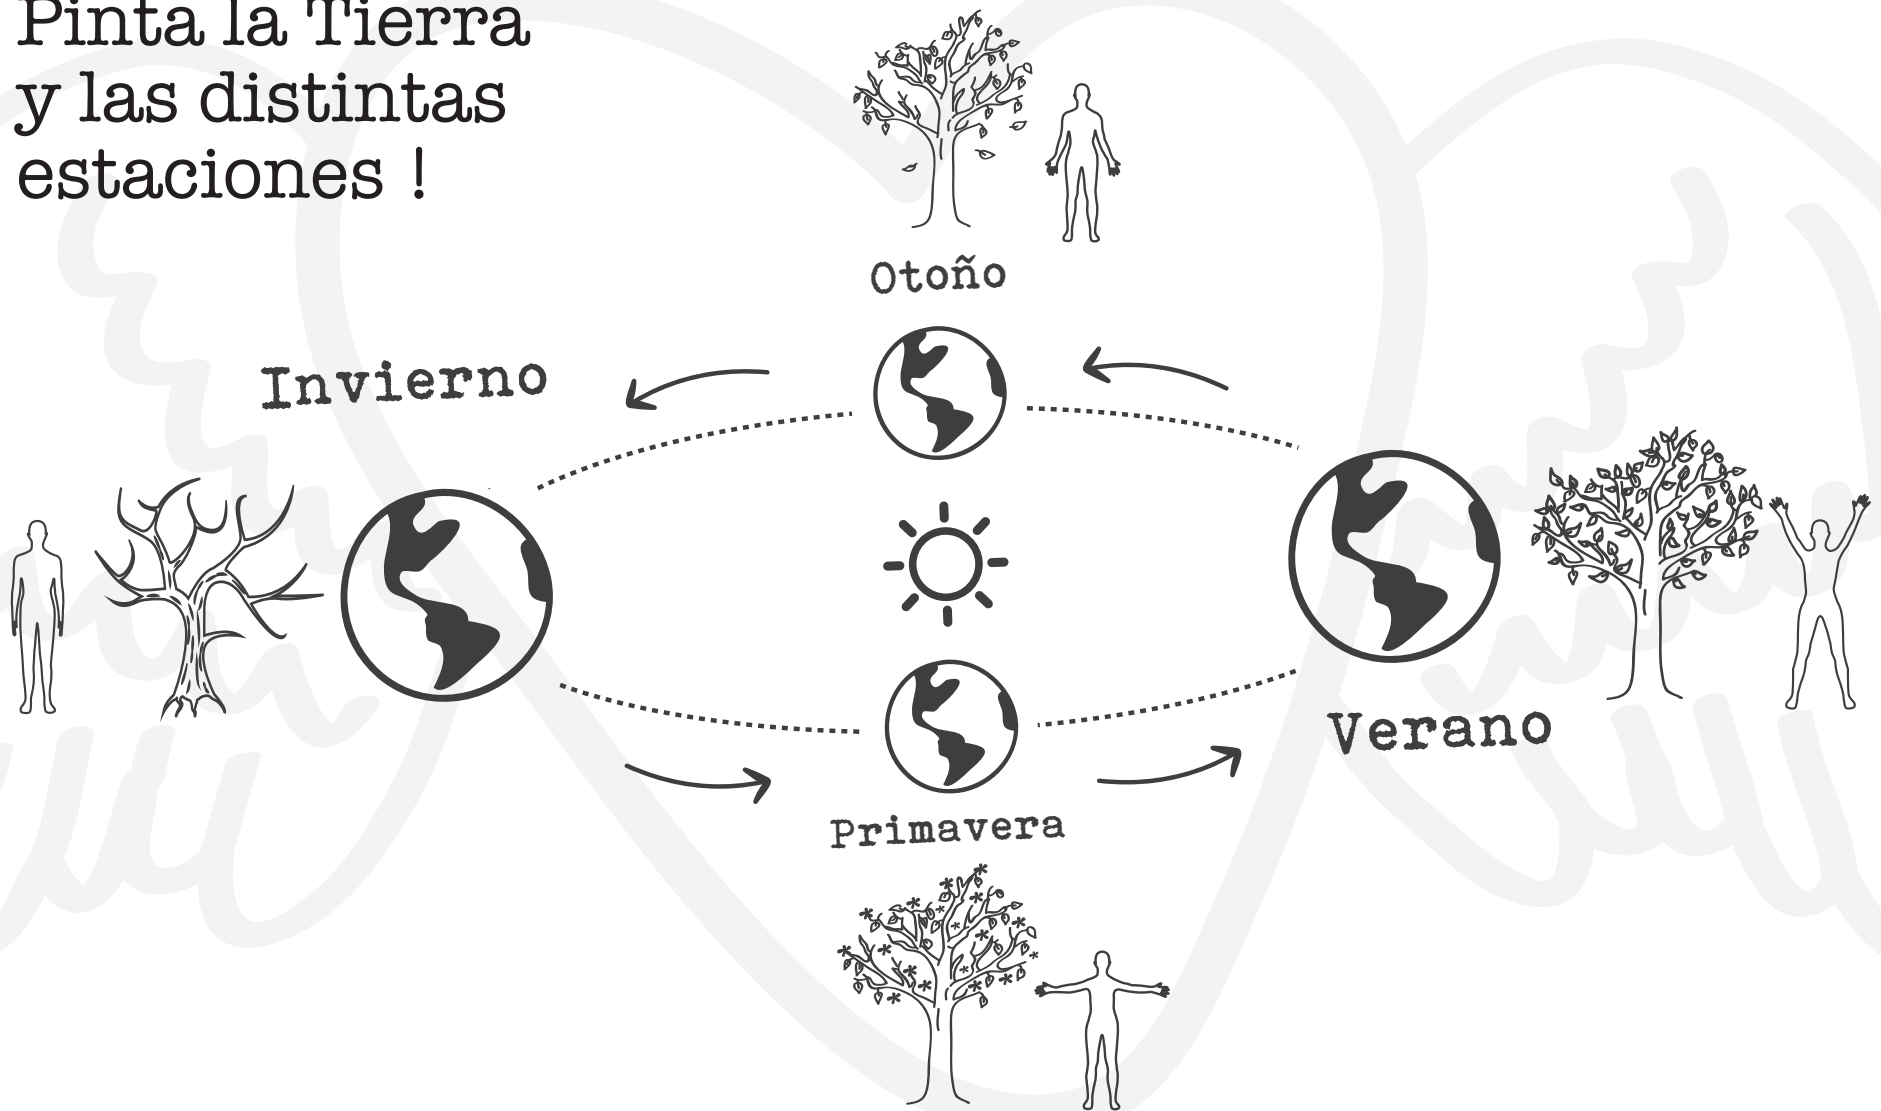 Pinta la Tierra
y las distintas
estaciones !
Otoño
Invierno
Verano
Primavera